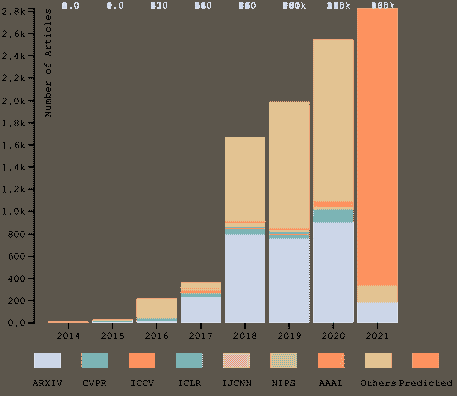 2.8k
2.6k
2.4k
2.2k
2.0k
1.8k
1.6k
1.4k
1.2k
1.0k
800
600
400
200
0.0
Number of Articles
2014 2015 2016 2017 2018 2019 2020 2021
ARXIV CVPR ICCV ICLR IJCNN NIPS AAAI Others Predicted